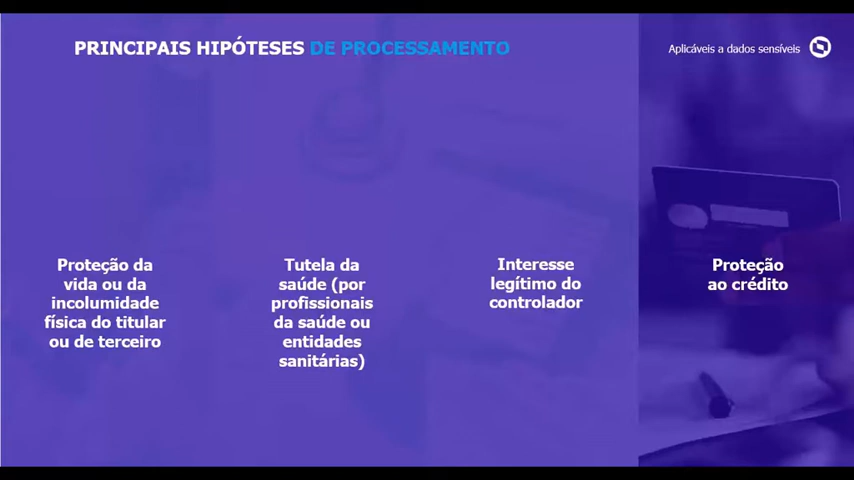 PRINCIPAIS HIPÓTESES DE PROCESSAMENTO
Aplicáveis a dados sensíveis
Proteção da
vida ou da
incolumidade
física do titular
ou de terceiro
Tutela da
saúde (por
profissionais
da saúde ou
entidades
sanitárias)
Interesse
legítimo do
controlador
Proteção
ao crédito